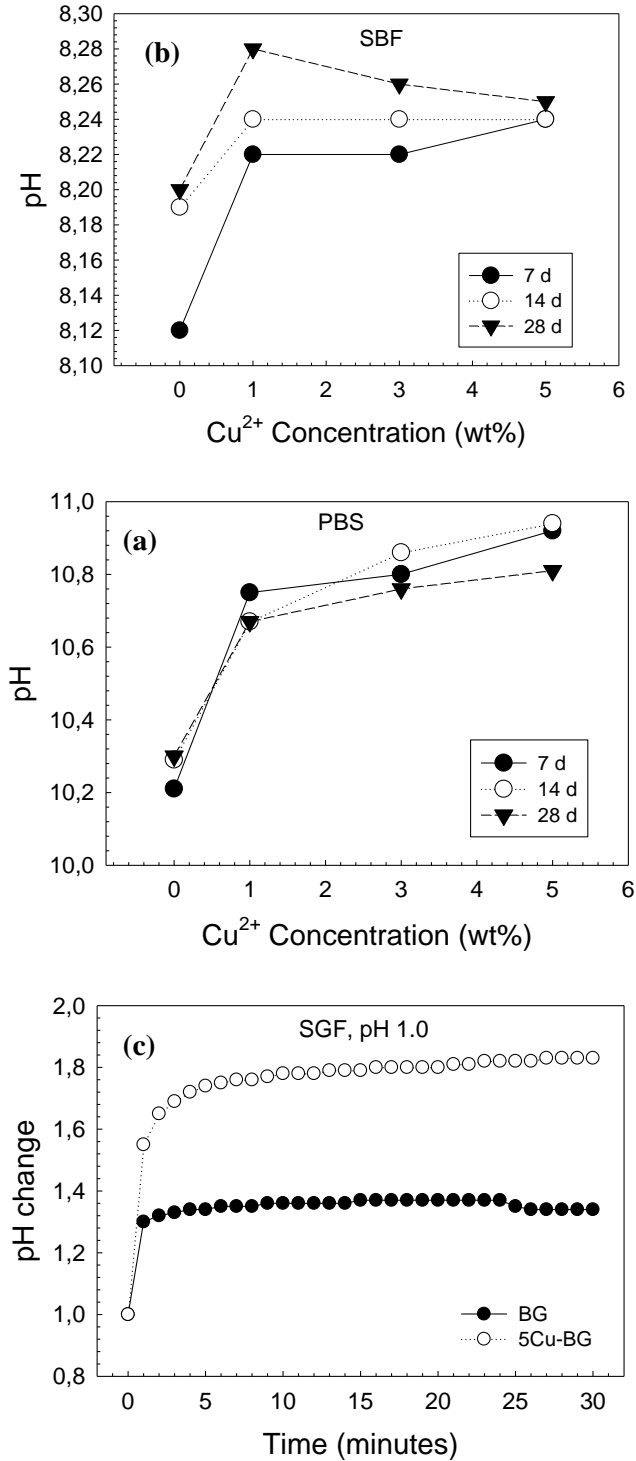 (b)
SBF
8,30
8,28
8,26
8,24
8,22
8,20
8,18
8,16
8,14
8,12
8,10
pH
7 d
14 d
28 d
0 1 2 3 4 5 6
Cu2+ Concentration (wt%)
(a)
PBS
11,0
10,8
10,6
10,4
10,2
10,0
pH
7 d
14 d
28 d
0 1 2 3 4 5 6
Cu2+ Concentration (wt%)
(c)
SGF, pH 1.0
2,0
1,8
1,6
1,4
1,2
1,0
0,8
pH change
BG
5Cu-BG
0 5 10 15 20 25 30
Time (minutes)